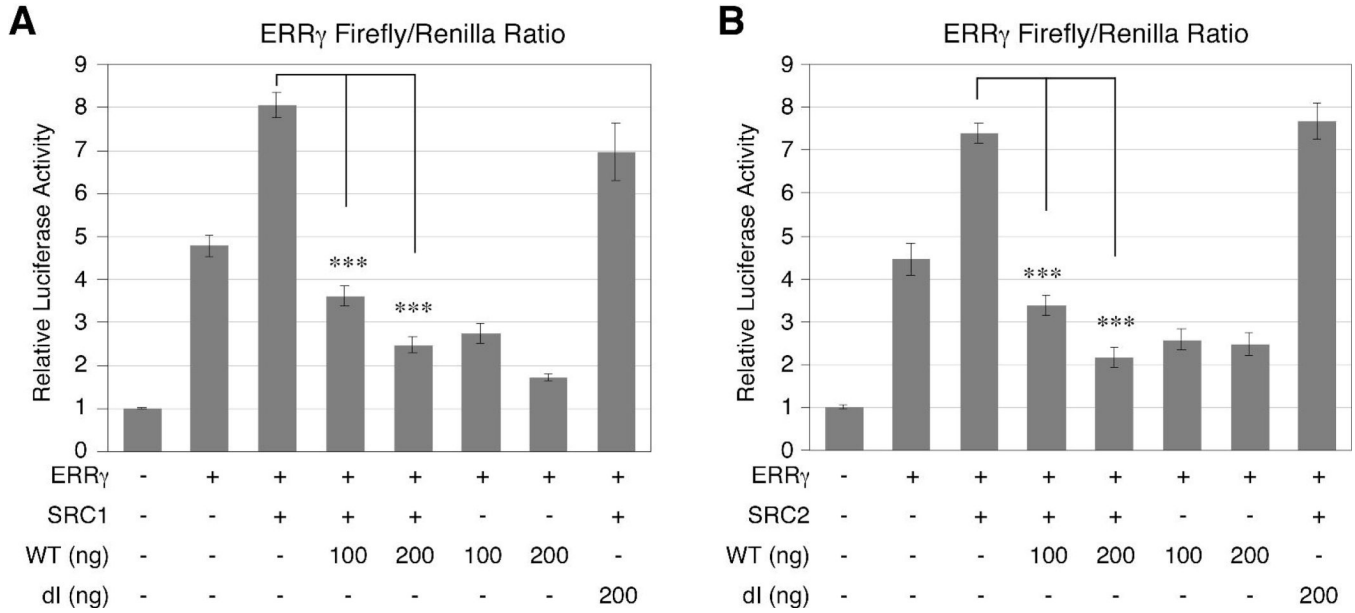 A
ERRγ Firefly/Renilla Ratio
Relative Luciferase Activity
9
8
7
6
5
4
3
2
1
0
***
***
ERRγ - + + + + + + +
SRC1 - - + + + - - +
WT (ng) - - - 100 200 100 200 -
dI (ng) - - - - - - - 200
B
ERRγ Firefly/Renilla Ratio
Relative Luciferase Activity
9
8
7
6
5
4
3
2
1
0
***
***
ERRγ - + + + + + + +
SRC2 - - + + + - - +
WT (ng) - - - 100 200 100 200 -
dI (ng) - - - - - - - 200